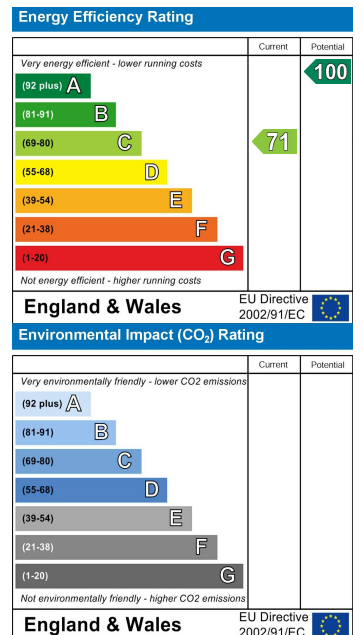 Energy Efficiency Rating
Current Potential
Very energy efficient - lower running costs
(92 plus) A
100
(81-91) B
(69-80) C
71
(55-68) D
(39-54) E
(21-38) F
(1-20) G
Not energy efficient - higher running costs
England & Wales
EU Directive
2002/91/EC
Environmental Impact (CO₂) Rating
Current Potential
Very environmentally friendly - lower CO2 emissions
(92 plus) A
(81-91) B
(69-80) C
(55-68) D
(39-54) E
(21-38) F
(1-20) G
Not environmentally friendly - higher CO2 emissions
England & Wales
EU Directive
2002/91/EC